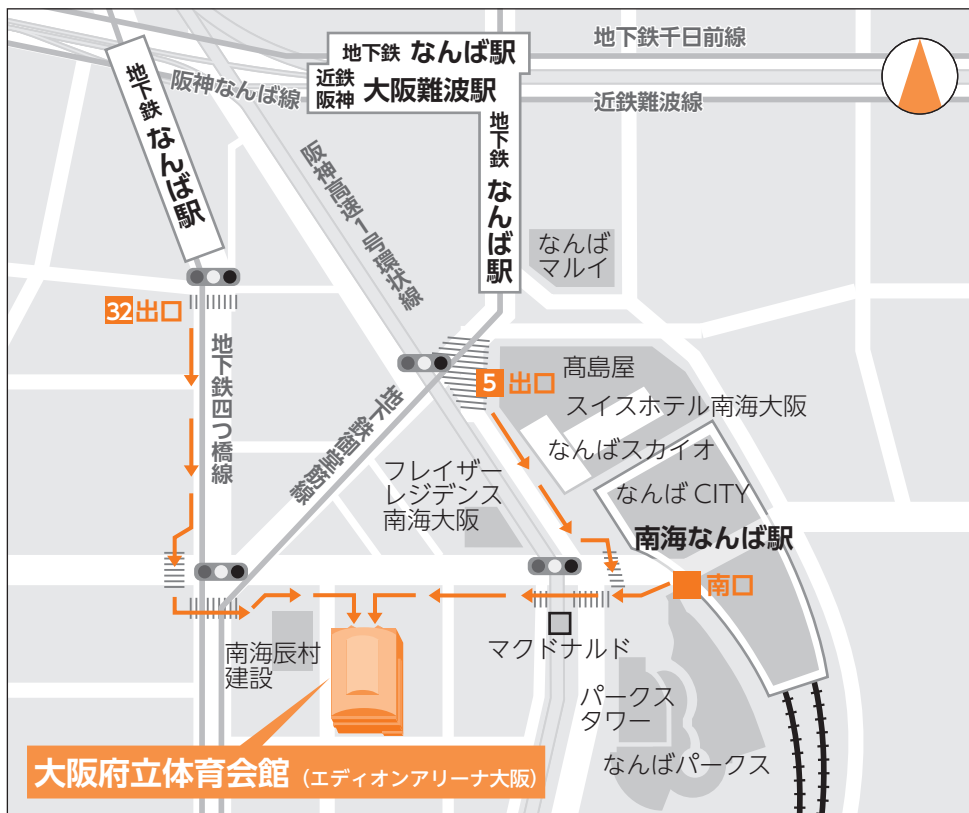 地下鉄千日前線
地下鉄 なんば駅
近鉄
阪神
大阪難波駅
近鉄難波線
阪神なんば線
地下鉄 なんば駅
地下鉄 なんば駅
阪神高速1号環状線
なんば
マルイ
32 出口
地下鉄四つ橋線
5 出口
髙島屋
スイスホテル南海大阪
なんばスカイオ
なんばCITY
地下鉄御堂筋線
フレイザー
レジデンス
南海大阪
南海なんば駅
南口
マクドナルド
南海辰村
建設
パークス
タワー
なんばパークス
大阪府立体育会館（エディオンアリーナ大阪）